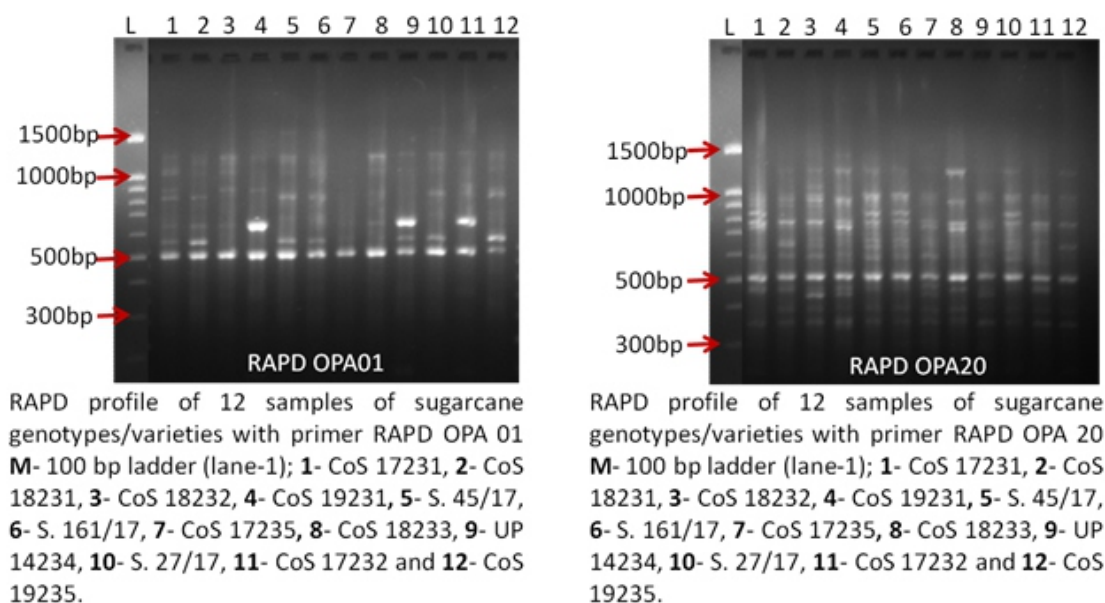 L 1 2 3 4 5 6 7 8 9 10 11 12
1500bp
1000bp
500bp
300bp
RAPD OPA01
RAPD profile of 12 samples of sugarcane
genotypes/varieties with primer RAPD OPA 01
M- 100 bp ladder (lane-1); 1- CoS 17231, 2- CoS
18231, 3- CoS 18232, 4- CoS 19231, 5- S. 45/17,
6- S. 161/17, 7- CoS 17235, 8- CoS 18233, 9- UP
14234, 10- S. 27/17, 11- CoS 17232 and 12- CoS
19235.
L 1 2 3 4 5 6 7 8 9 10 11 12
1500bp
1000bp
500bp
300bp
RAPD OPA20
RAPD profile of 12 samples of sugarcane
genotypes/varieties with primer RAPD OPA 20
M- 100 bp ladder (lane-1); 1- CoS 17231, 2- CoS
18231, 3- CoS 18232, 4- CoS 19231, 5- S. 45/17,
6- S. 161/17, 7- CoS 17235, 8- CoS 18233, 9- UP
14234, 10- S. 27/17, 11- CoS 17232 and 12- CoS
19235.